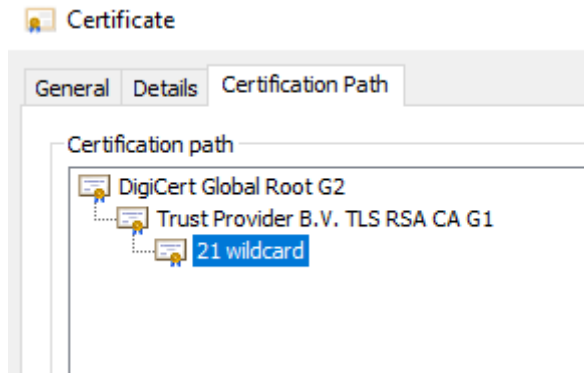 Certificate
General Details Certification Path
Certification path
DigiCert Global Root G2
Trust Provider B.V. TLS RSA CA G1
21 wildcard